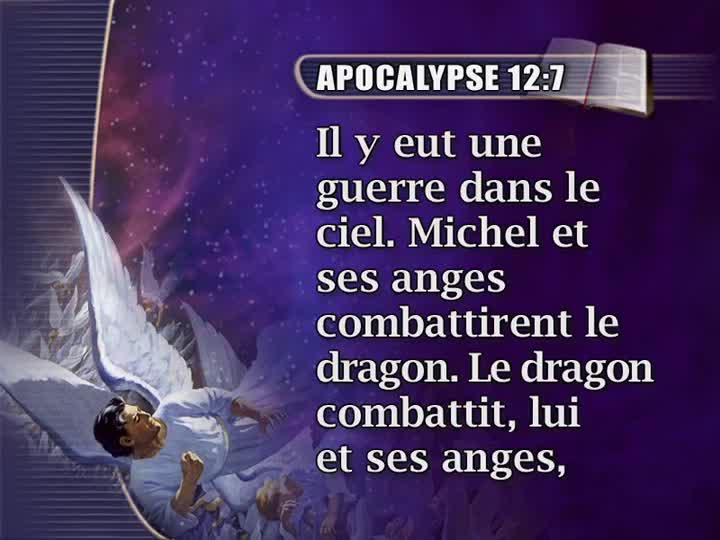 APOCALYPSE 12:7
Il y eut une
guerre dans le
ciel. Michel et
ses anges
combattirent le
dragon. Le dragon
combattit, lui
et ses anges,